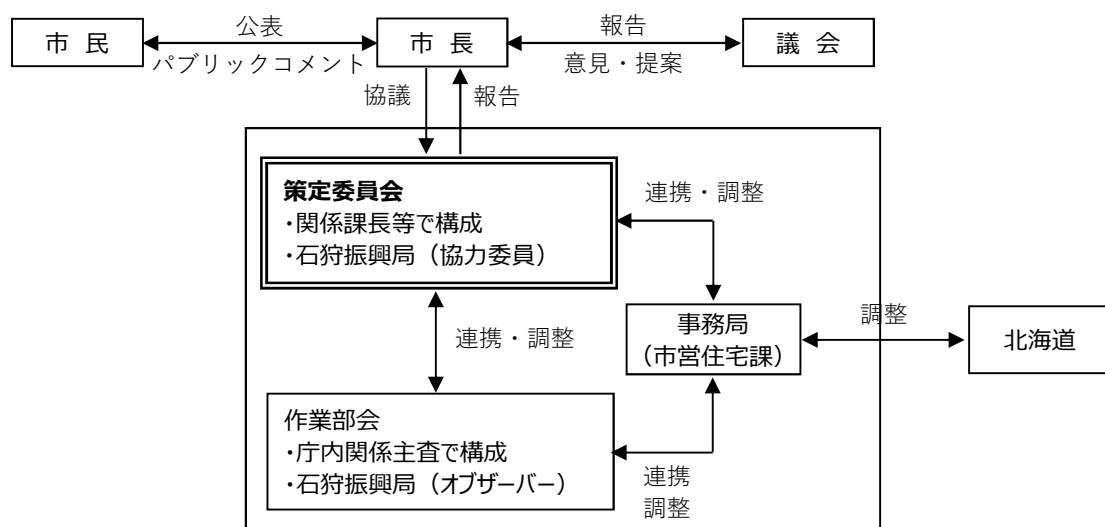 公表
報告
市 民
市 長
議 会
パブリックコメント
意見・提案
協議
報告
策定委員会
・関係課長等で構成
・石狩振興局（協力委員）
連携・調整
連携・調整
事務局
（市営住宅課）
調整
北海道
作業部会
・庁内関係主査で構成
・石狩振興局（オブザーバー）
連携
調整